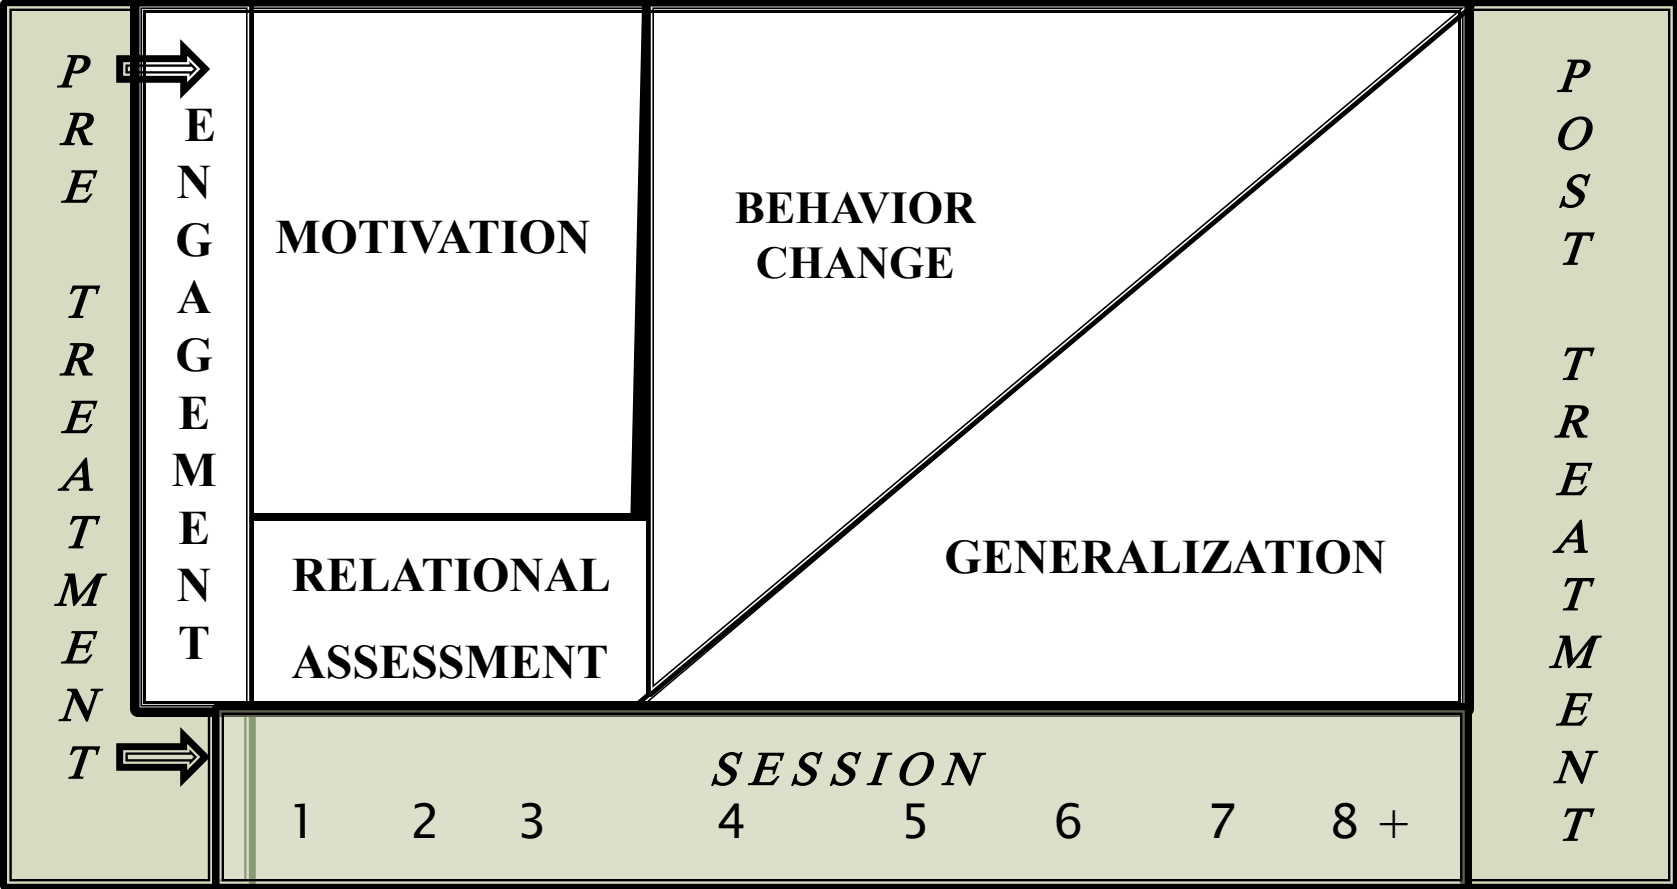 PRE TREATMENT
ENGAGEMENT
MOTIVATION
RELATIONAL
ASSESSMENT
BEHAVIOR
CHANGE
GENERALIZATION
POST TREATMENT
SESSION
1 2 3 4 5 6 7 8 +